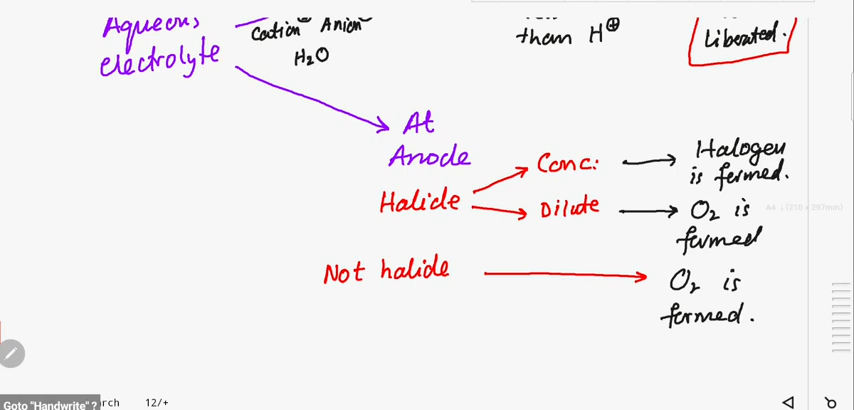 Aqueous
electrolyte
Cation⊕ Anion⊖
H₂O
than H⊕
Liberated.
At
Anode
Halide
Conc:
Halogen
is formed.
Dilute
O₂ is
formed
Not halide
O₂ is
formed.
A4 : (210 x 297mm)
Goto "Handwrite" ?
rch
12/+